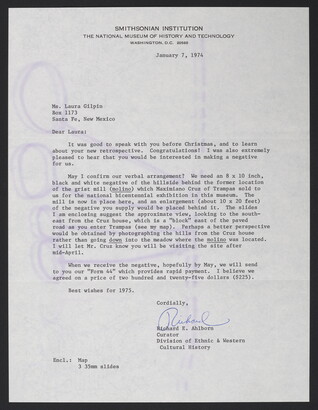 SMITHSONIAN INSTITUTION
THE NATIONAL MUSEUM OF HISTORY AND TECHNOLOGY
WASHINGTON, D.C. 20560
January 7, 1974
Ms. Laura Gilpin
Box 1173
Santa Fe, New Mexico
Dear Laura:
It was good to speak with you before Christmas, and to learn
about your new retrospective. Congratulations! I was also extremely
pleased to hear that you would be interested in making a negative
for us.
May I confirm our verbal arrangement? We need an 8 x 10 inch,
black and white negative of the hillside behind the former location
of the grist mill (molino) which Maximiano Cruz of Trampas sold to
us for the national bicentennial exhibition in this museum. The
mill is now in place here, and an enlargement (about 10 x 20 feet)
of the negative you supply would be placed behind it. The slides
I am enclosing suggest the approximate view, looking to the south-
east from the Cruz house, which is a "block" east of the paved
road as you enter Trampas (see my map). Perhaps a better perspective
would be obtained by photographing the hills from the Cruz house
rather than going down into the meadow where the molino was located.
I will let Mr. Cruz know you will be visiting the site after
mid-April.
When we receive the negative, hopefully by May, we will send
to you our "Form 44" which provides rapid payment. I believe we
agreed on a price of two hundred and twenty-five dollars ($225).
Best wishes for 1975.
Cordially,
Richard
Richard E. Ahlborn
Curator
Division of Ethnic & Western
Cultural History
Encl.: Map
3 35mm slides